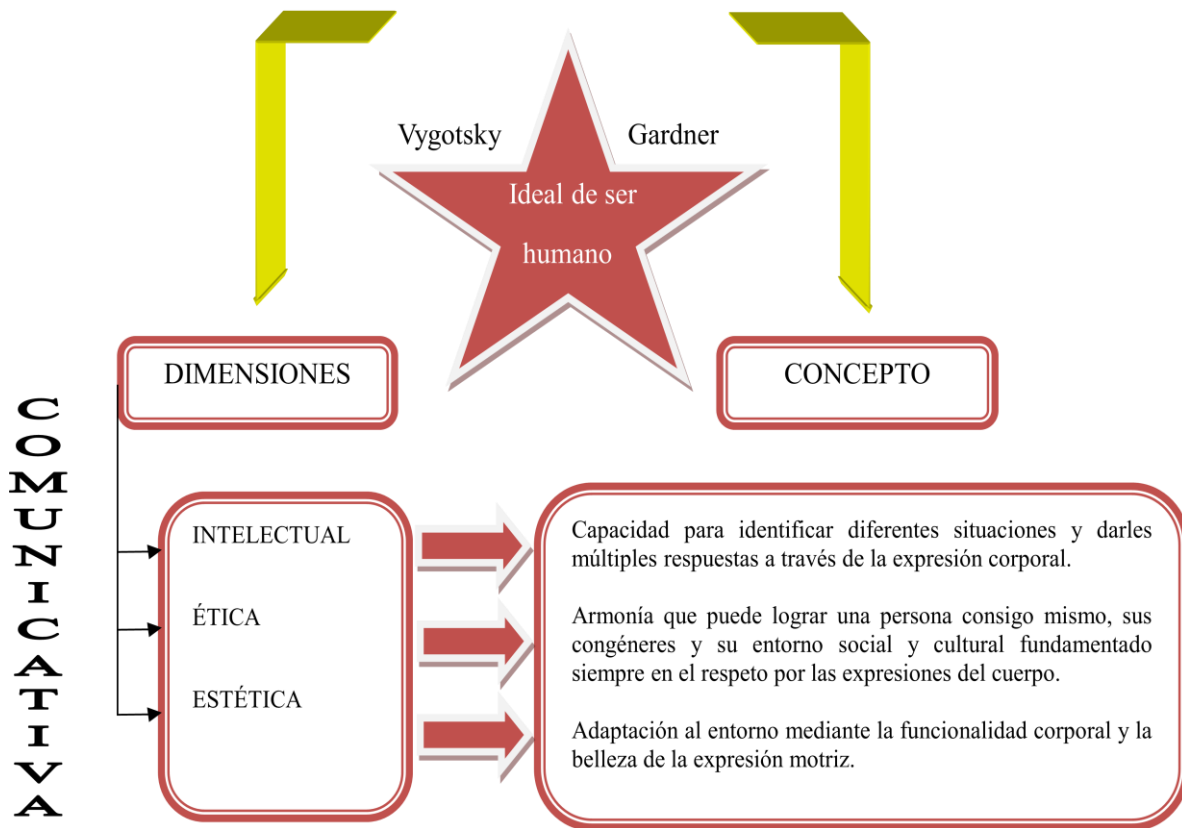 Vygotsky Gardner
Ideal de ser
humano
DIMENSIONES
CONCEPTO
COMUNICATIVA
INTELECTUAL
ÉTICA
ESTÉTICA
Capacidad para identificar diferentes situaciones y darles
múltiples respuestas a través de la expresión corporal.
Armonía que puede lograr una persona consigo mismo, sus
congéneres y su entorno social y cultural fundamentado
siempre en el respeto por las expresiones del cuerpo.
Adaptación al entorno mediante la funcionalidad corporal y la
belleza de la expresión motriz.